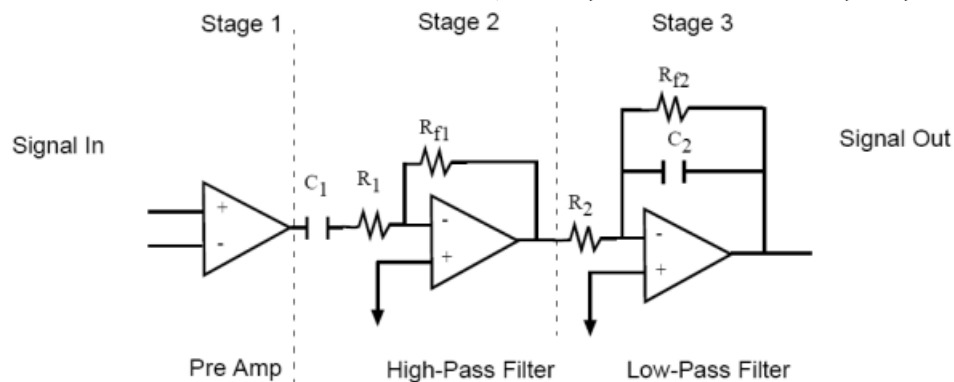 Stage 1
Stage 2
Stage 3
Signal In
Signal Out
C1
R1
Rf1
R2
Rf2
C2
+
-
-
+
-
+
Pre Amp
High-Pass Filter
Low-Pass Filter